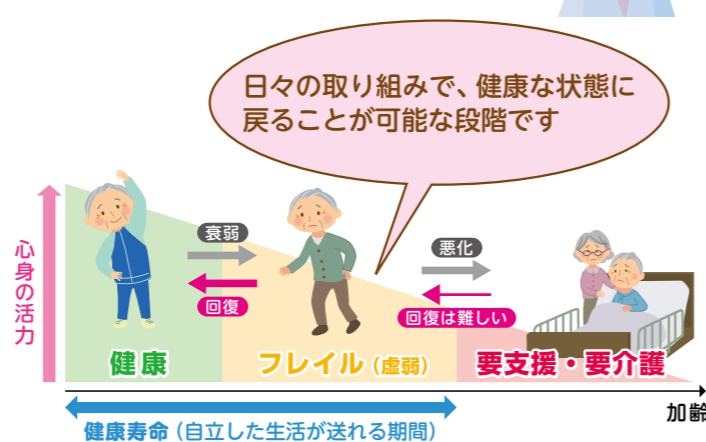 日々の取り組みで、健康な状態に
戻ることが可能な段階です
心身の活力
衰弱
回復
悪化
回復は難しい
健康
フレイル（虚弱）
要支援・要介護
加齢
健康寿命（自立した生活が送れる期間）